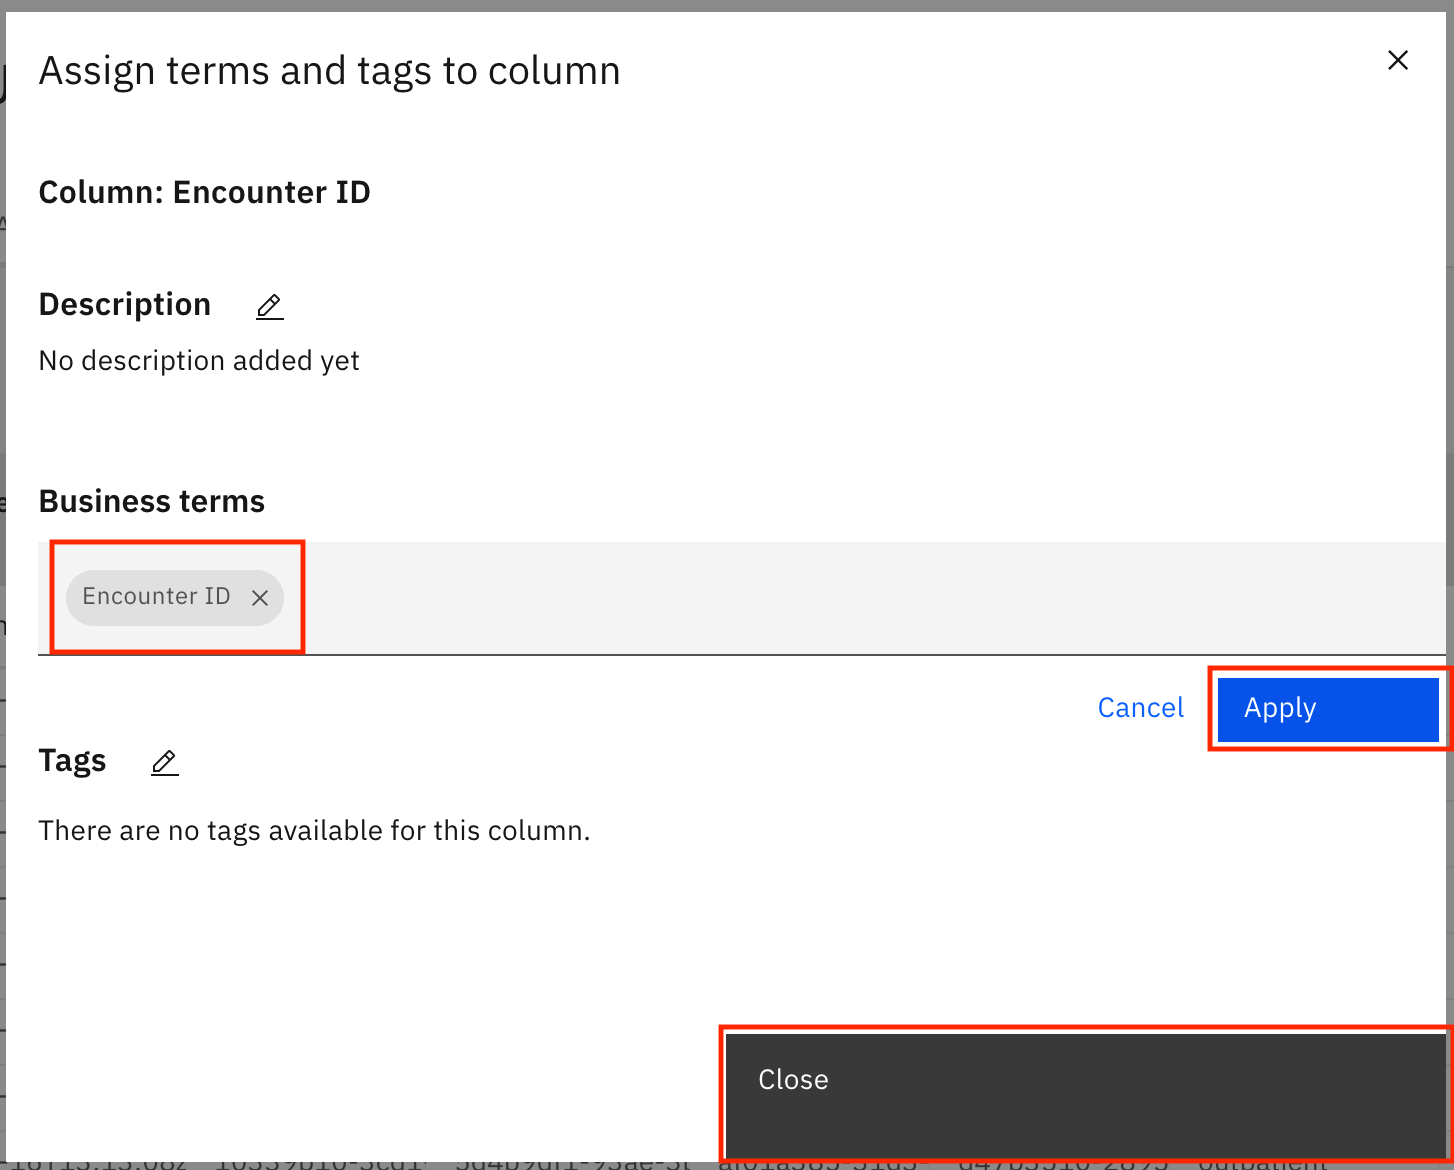 Assign terms and tags to column
Column: Encounter ID
Description
No description added yet
Business terms
Encounter ID
Cancel
Apply
Tags
There are no tags available for this column.
Close
outpatient